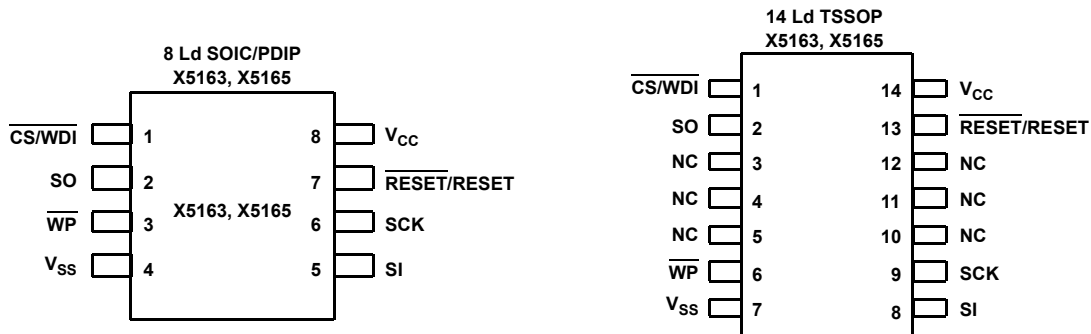 8 Ld SOIC/PDIP
X5163, X5165
CS/WDI 1 8 VCC
SO 2 7 RESET/RESET
X5163, X5165
WP 3 6 SCK
VSS 4 5 SI
14 Ld TSSOP
X5163, X5165
CS/WDI 1 14 VCC
SO 2 13 RESET/RESET
NC 3 12 NC
NC 4 11 NC
NC 5 10 NC
WP 6 9 SCK
VSS 7 8 SI